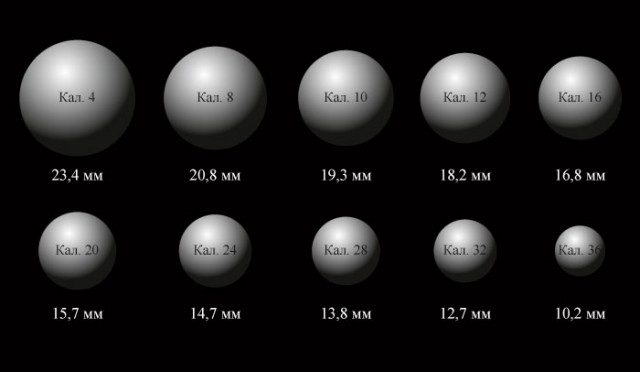 Кал. 4
Кал. 8
Кал. 10
Кал. 12
Кал. 16
23,4 мм
20,8 мм
19,3 мм
18,2 мм
16,8 мм
Кал. 20
Кал. 24
Кал. 28
Кал. 32
Кал. 36
15,7 мм
14,7 мм
13,8 мм
12,7 мм
10,2 мм